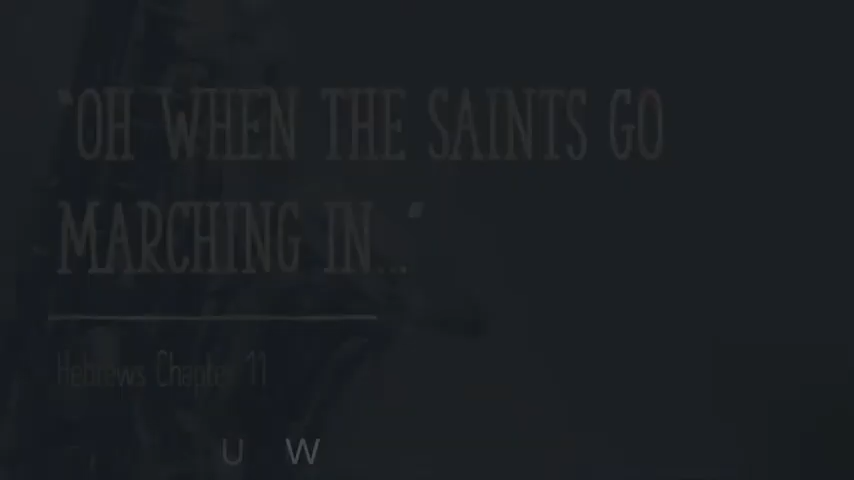 “OH WHEN THE SAINTS GO
MARCHING IN...“
Hebrews Chapter 11
U W